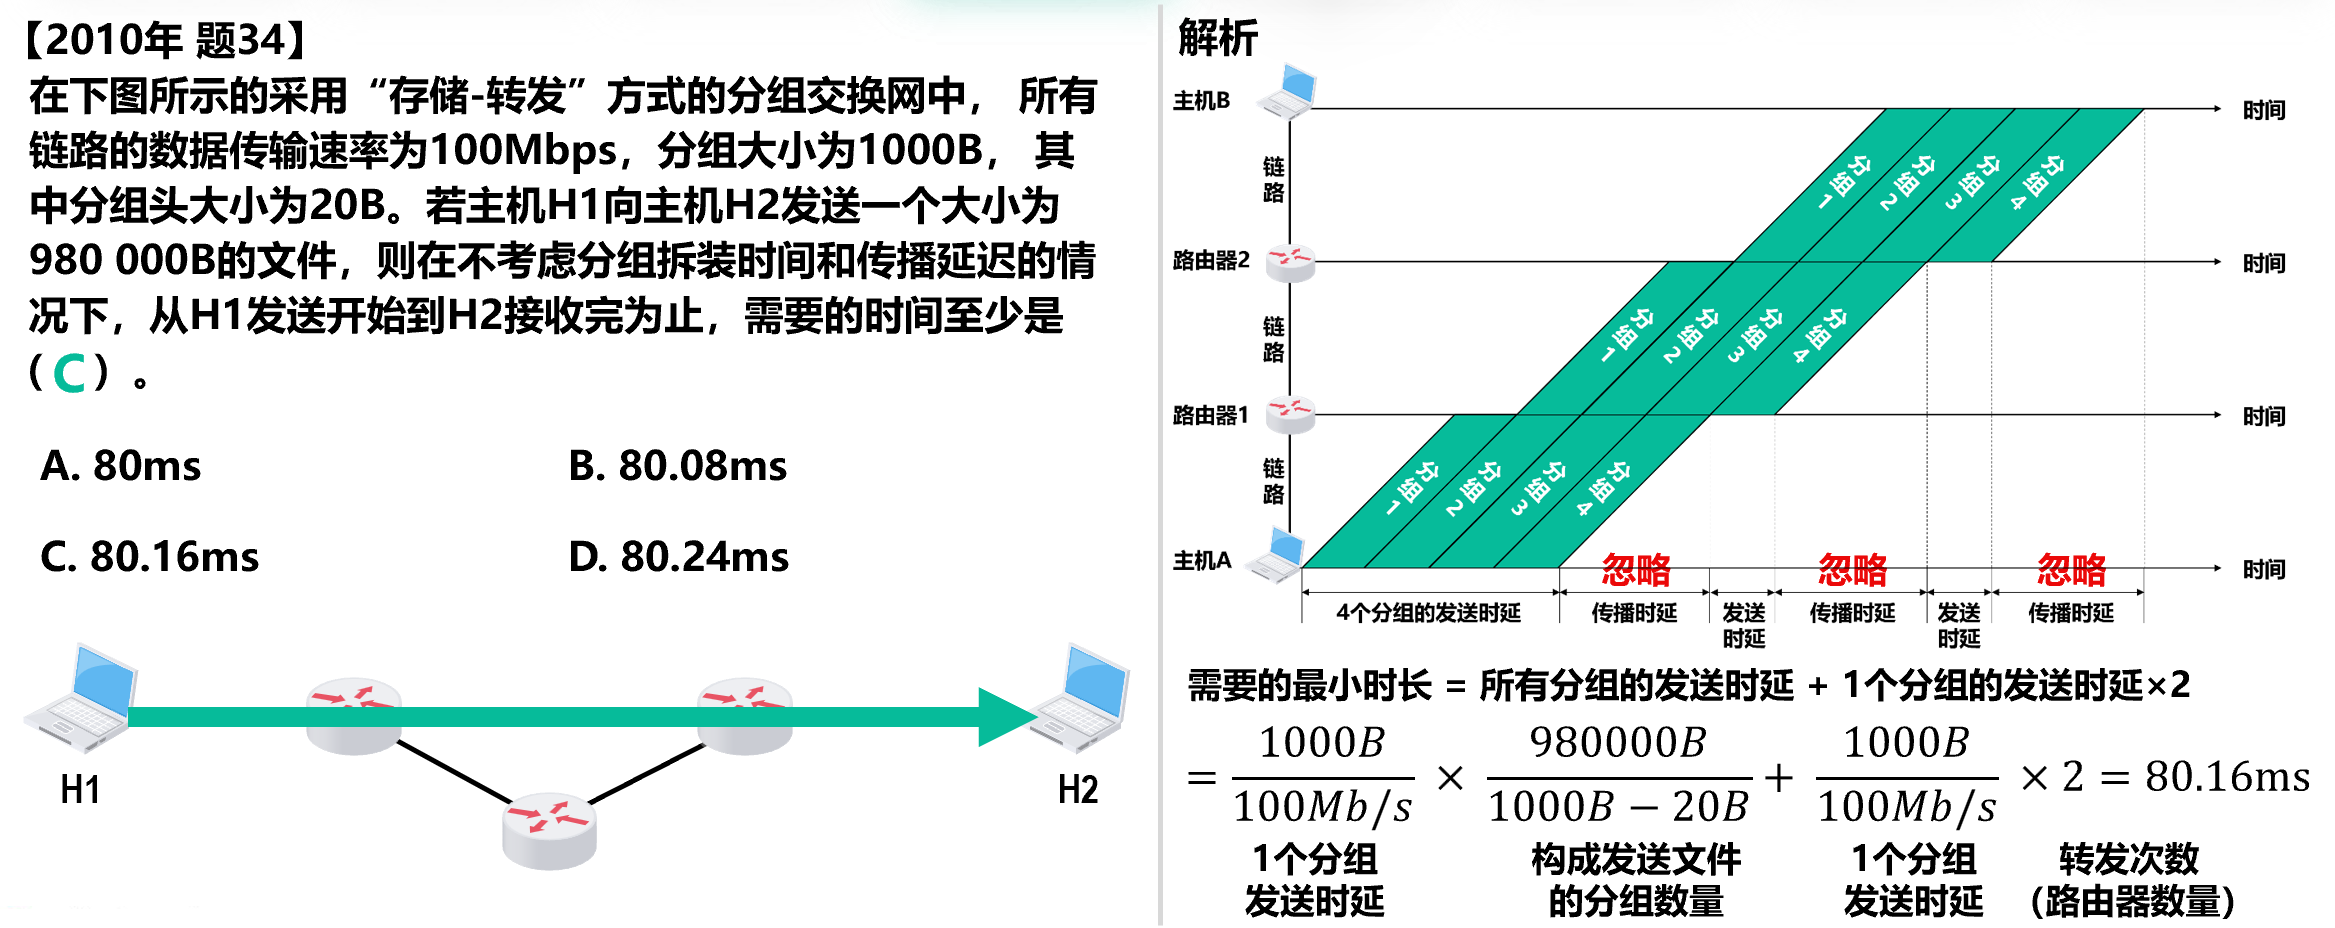 【2010年 题34】
在下图所示的采用“存储-转发”方式的分组交换网中， 所有
链路的数据传输速率为100Mbps，分组大小为1000B， 其
中分组头大小为20B。若主机H1向主机H2发送一个大小为
980 000B的文件，则在不考虑分组拆装时间和传播延迟的情
况下，从H1发送开始到H2接收完为止，需要的时间至少是
（C）。
A. 80ms
B. 80.08ms
C. 80.16ms
D. 80.24ms
H1
H2
解析
主机B
时间
链路
分组1
分组2
分组3
分组4
路由器2
时间
链路
分组1
分组2
分组3
分组4
路由器1
时间
链路
分组1
分组2
分组3
分组4
主机A
忽略
忽略
忽略
时间
4个分组的发送时延
传播时延
发送
时延
传播时延
发送
时延
传播时延
需要的最小时长 = 所有分组的发送时延 + 1个分组的发送时延×2
= 1000B/100Mb/s × 980000B/1000B − 20B + 1000B/100Mb/s × 2 = 80.16ms
1个分组
发送时延
构成发送文件
的分组数量
1个分组
发送时延
转发次数
（路由器数量）